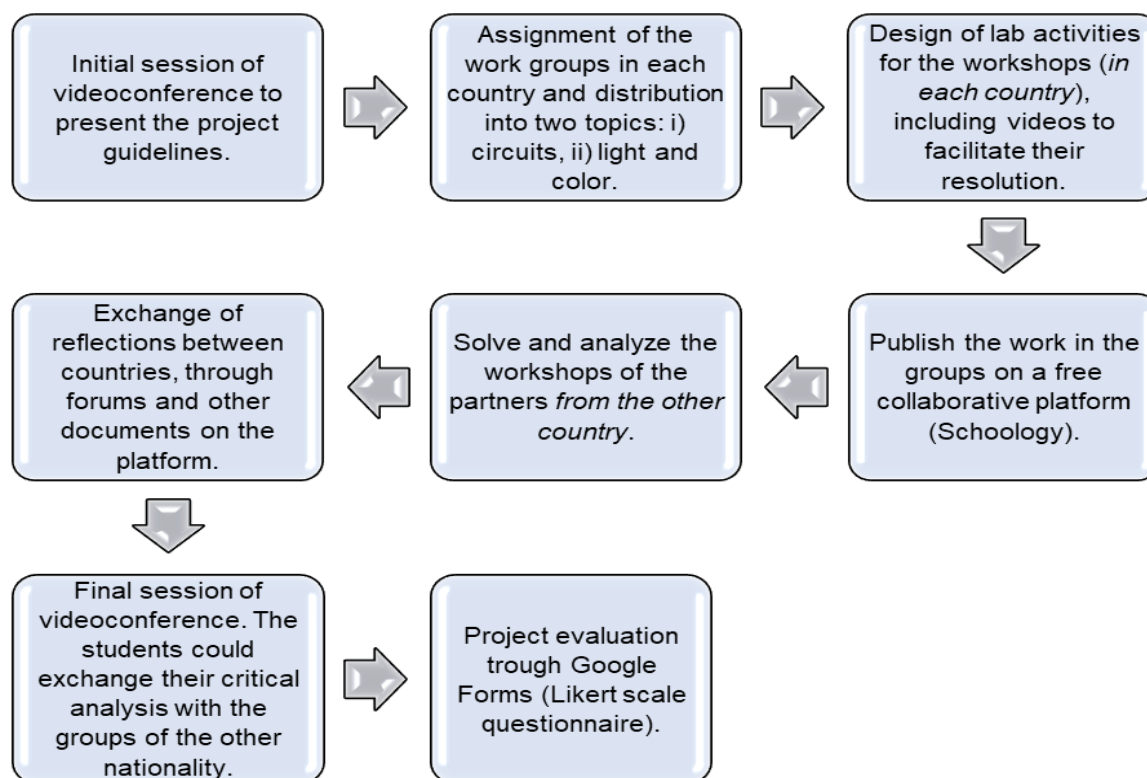 Initial session of
videoconference to
present the project
guidelines.
Assignment of the
work groups in each
country and distribution
into two topics: i)
circuits, ii) light and
color.
Design of lab activities
for the workshops (in
each country),
including videos to
facilitate their
resolution.
Publish the work in the
groups on a free
collaborative platform
(Schoology).
Solve and analyze the
workshops of the
partners from the other
country.
Exchange of
reflections between
countries, through
forums and other
documents on the
platform.
Final session of
videoconference. The
students could
exchange their critical
analysis with the
groups of the other
nationality.
Project evaluation
trough Google
Forms (Likert scale
questionnaire).